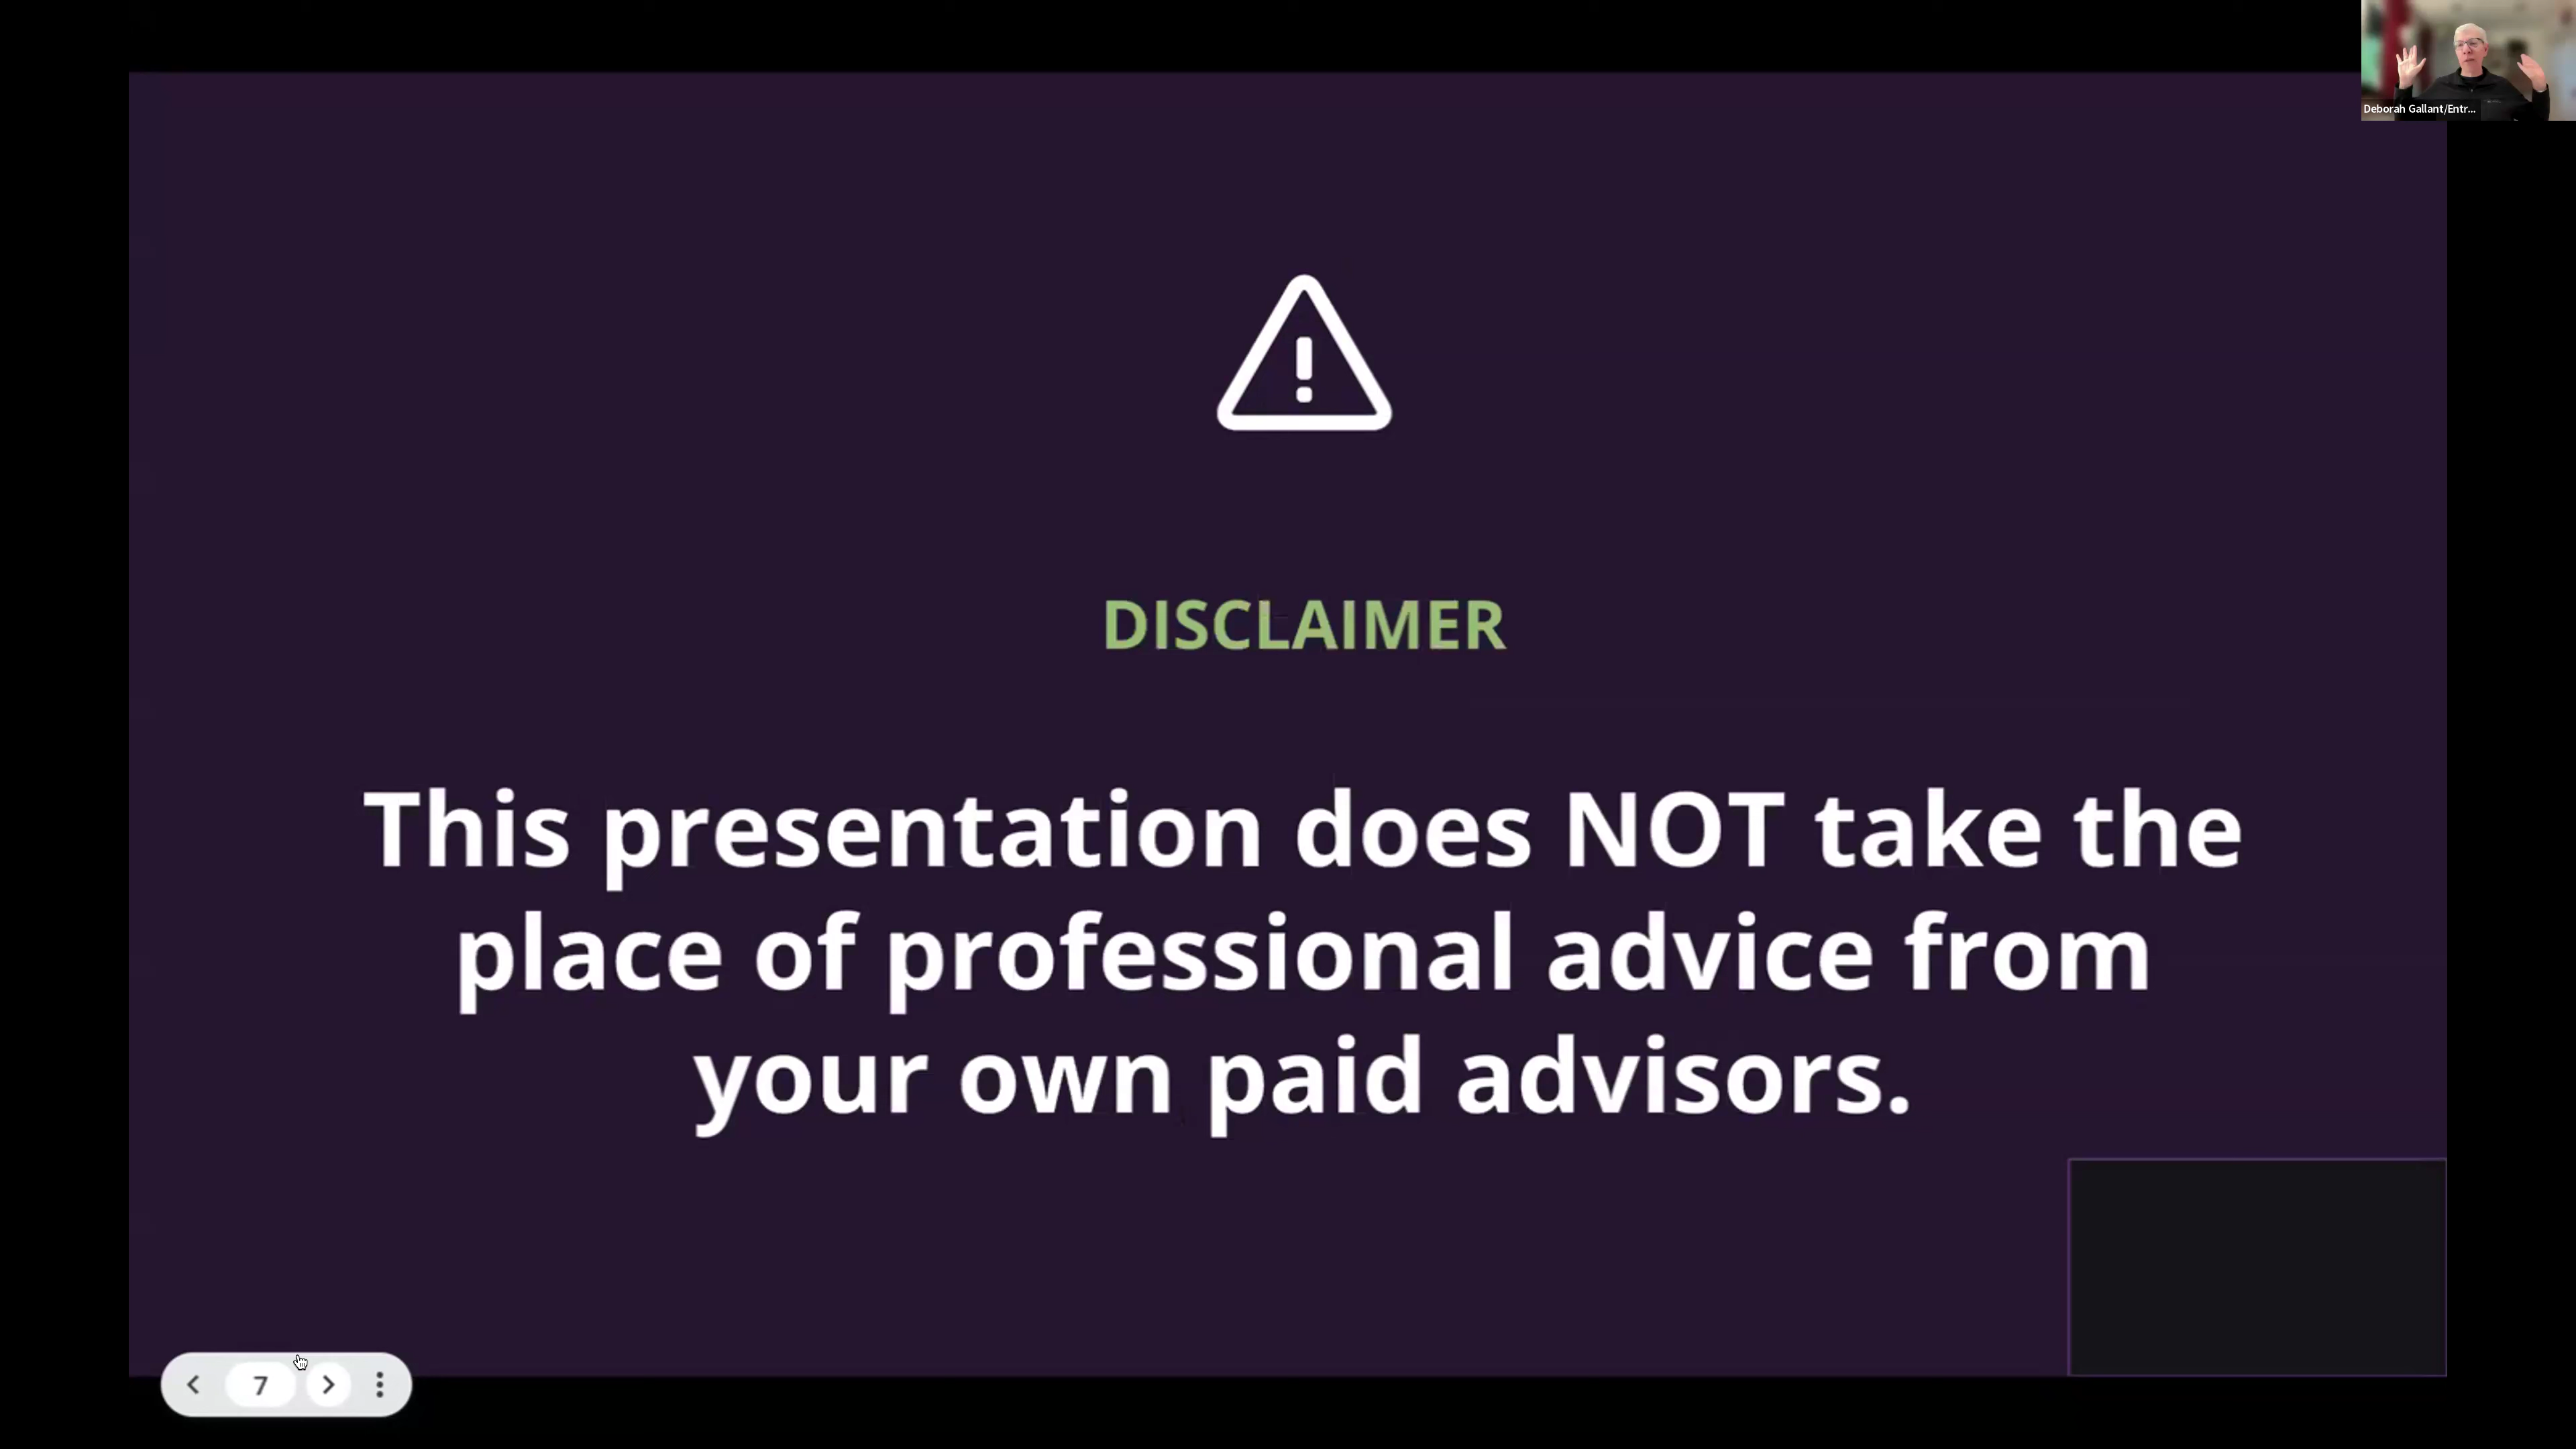 Deborah Gallant/Entr...
DISCLAIMER
This presentation does NOT take the
place of professional advice from
your own paid advisors.
7